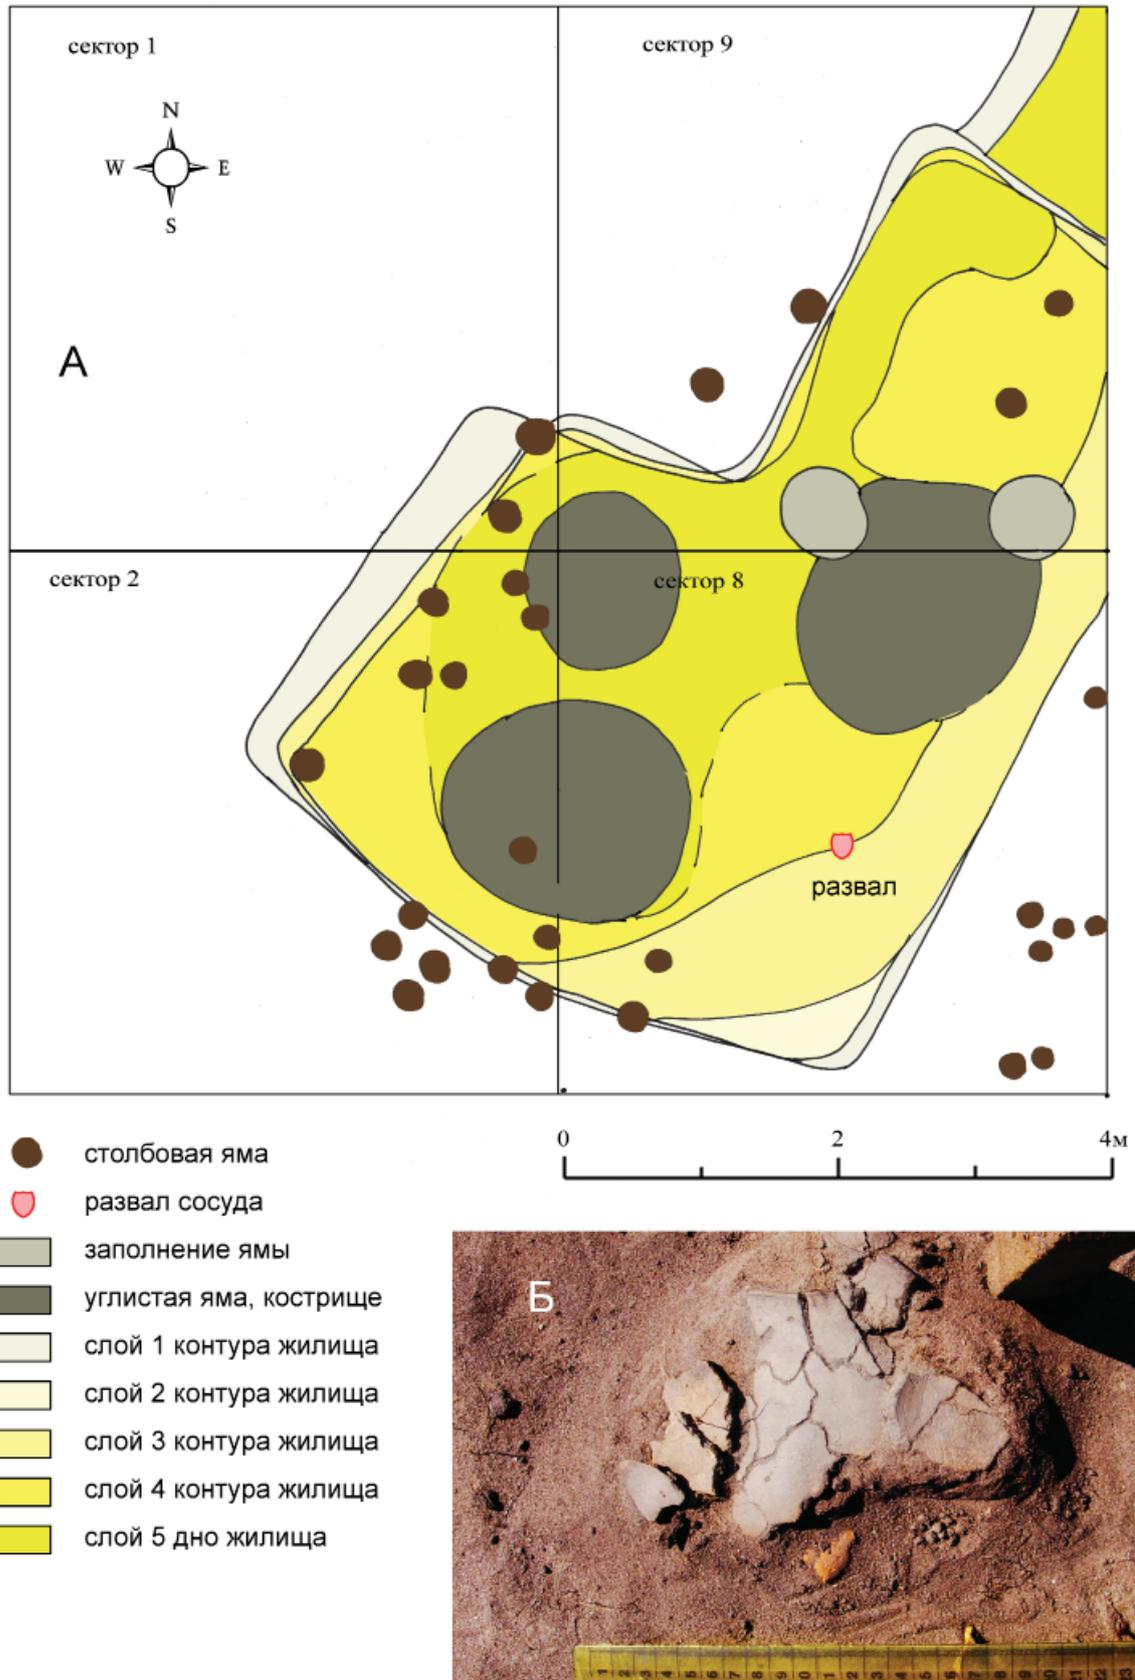 сектор 1
сектор 9
N
W E
S
А
сектор 2
сектор 8
развал
0 2 4м
столбовая яма
развал сосуда
заполнение ямы
углистая яма, кострище
слой 1 контура жилища
слой 2 контура жилища
слой 3 контура жилища
слой 4 контура жилища
слой 5 дно жилища
Б